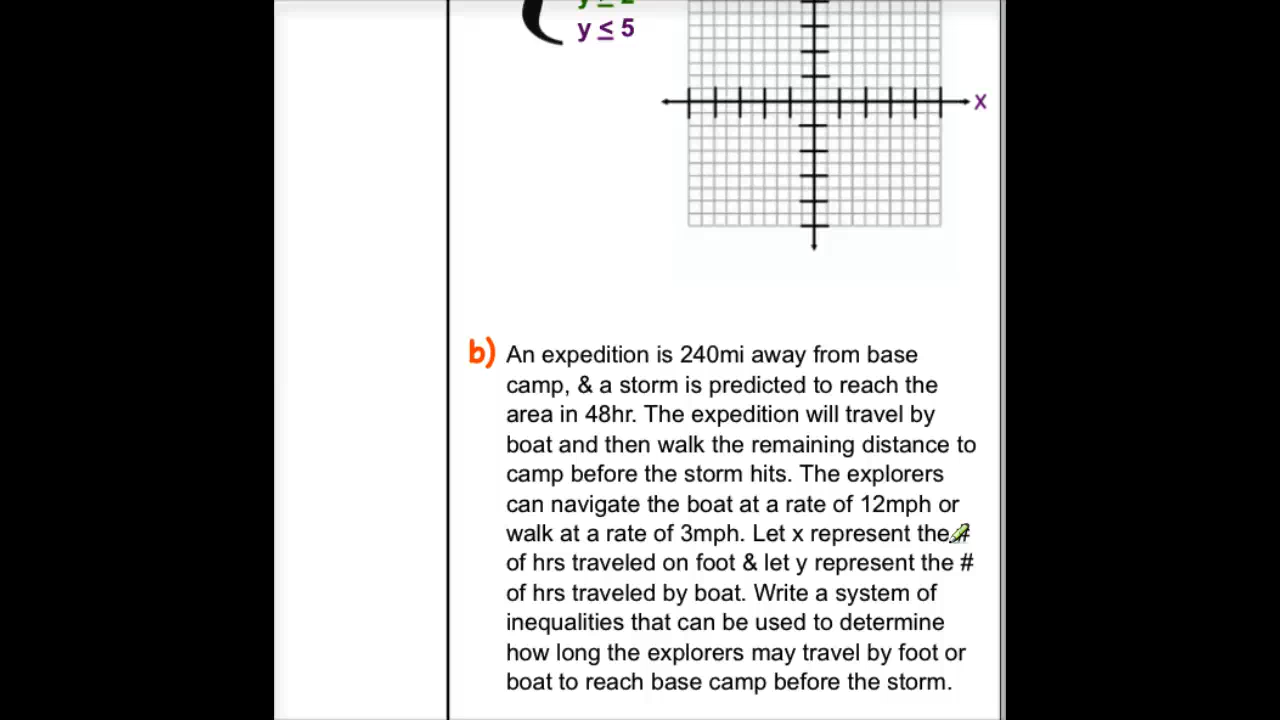 y ≥ 2
y ≤ 5
x
b) An expedition is 240mi away from base
camp, & a storm is predicted to reach the
area in 48hr. The expedition will travel by
boat and then walk the remaining distance to
camp before the storm hits. The explorers
can navigate the boat at a rate of 12mph or
walk at a rate of 3mph. Let x represent the #
of hrs traveled on foot & let y represent the #
of hrs traveled by boat. Write a system of
inequalities that can be used to determine
how long the explorers may travel by foot or
boat to reach base camp before the storm.